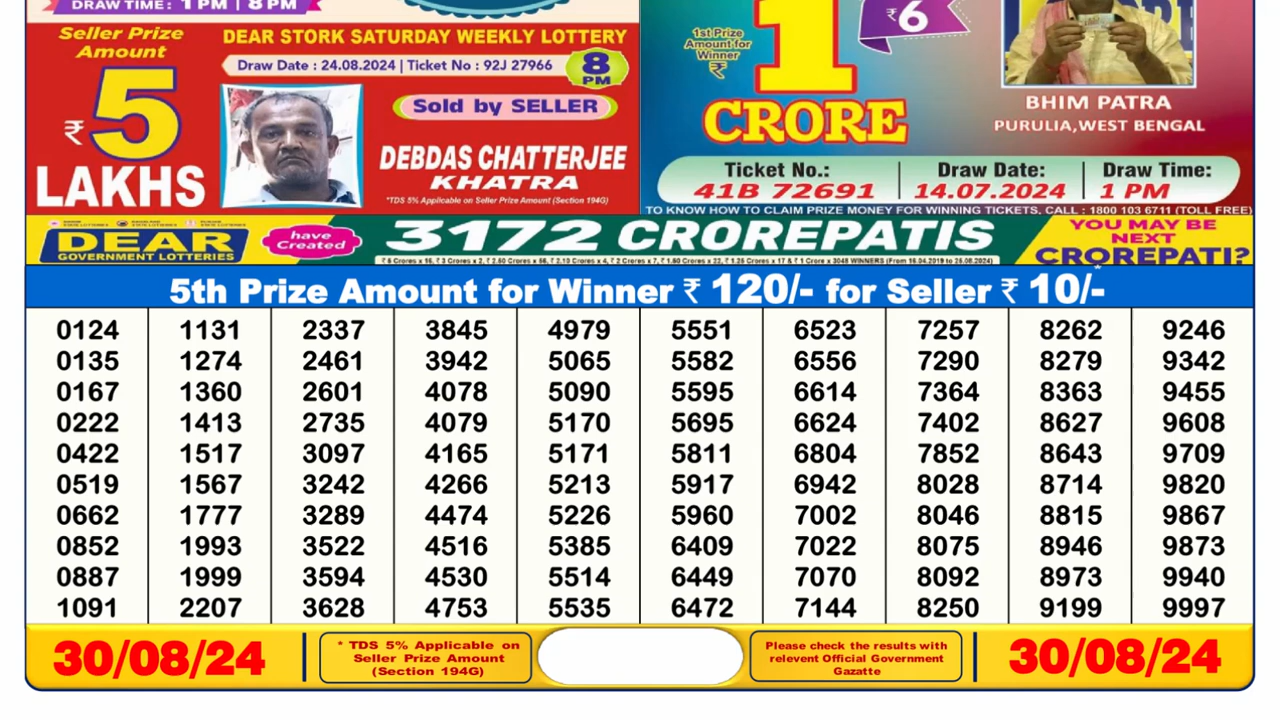 DRAW TIME: 1 PM | 8 PM
Seller Prize
Amount
₹ 5
LAKHS
DEAR STORK SATURDAY WEEKLY LOTTERY
Draw Date : 24.08.2024 | Ticket No : 92J 27966
8
PM
Sold by SELLER
DEBDAS CHATTERJEE
KHATRA
*TDS 5% Applicable on Seller Prize Amount (Section 194G)
₹6
1st Prize
Amount for
Winner
₹
1
CRORE
BHIM PATRA
PURULIA,WEST BENGAL
Ticket No.: Draw Date: Draw Time:
41B 72691 14.07.2024 1 PM
TO KNOW HOW TO CLAIM PRIZE MONEY FOR WINNING TICKETS, CALL : 1800 103 6711 (TOLL FREE)
DEAR
GOVERNMENT LOTTERIES
have
Created
3172 CROREPATIS
YOU MAY BE
NEXT
CROREPATI?
5th Prize Amount for Winner ₹ 120/- for Seller ₹ 10/-*
0124 1131 2337 3845 4979 5551 6523 7257 8262 9246
0135 1274 2461 3942 5065 5582 6556 7290 8279 9342
0167 1360 2601 4078 5090 5595 6614 7364 8363 9455
0222 1413 2735 4079 5170 5695 6624 7402 8627 9608
0422 1517 3097 4165 5171 5811 6804 7852 8643 9709
0519 1567 3242 4266 5213 5917 6942 8028 8714 9820
0662 1777 3289 4474 5226 5960 7002 8046 8815 9867
0852 1993 3522 4516 5385 6409 7022 8075 8946 9873
0887 1999 3594 4530 5514 6449 7070 8092 8973 9940
1091 2207 3628 4753 5535 6472 7144 8250 9199 9997
30/08/24
* TDS 5% Applicable on
Seller Prize Amount
(Section 194G)
Please check the results with
relevent Official Government
Gazatte
30/08/24